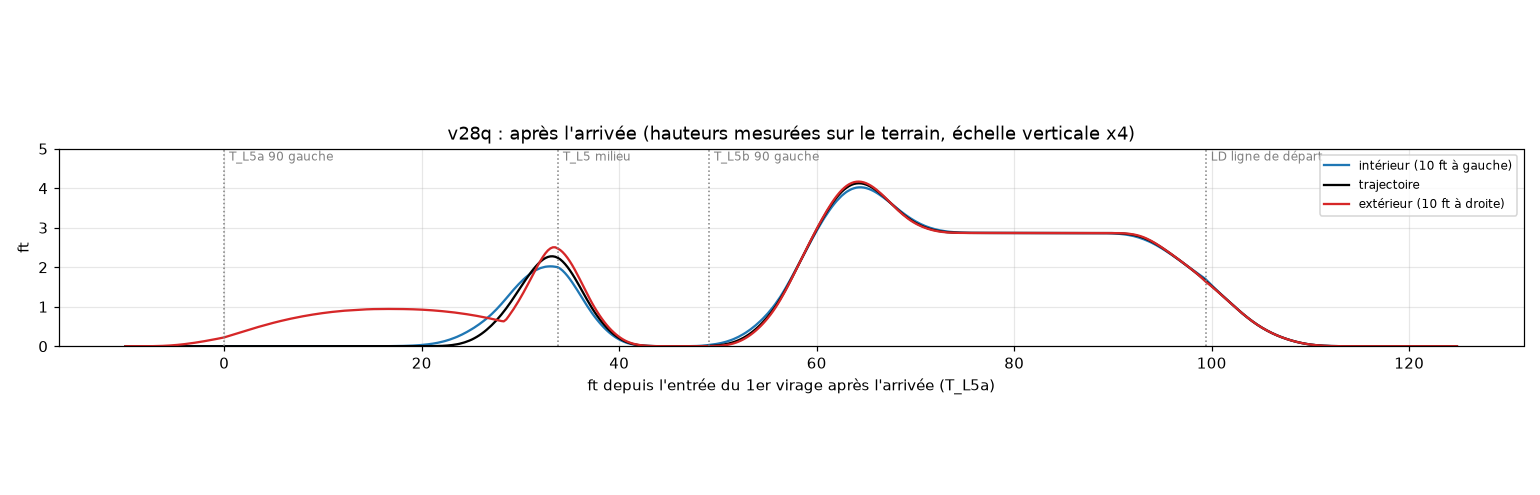 v28q : après l'arrivée (hauteurs mesurées sur le terrain, échelle verticale x4)
T_L5a 90 gauche
T_L5 milieu
T_L5b 90 gauche
LD ligne de départ
intérieur (10 ft à gauche)
trajectoire
extérieur (10 ft à droite)
5
4
3
2
1
0
ft
0 20 40 60 80 100 120
ft depuis l'entrée du 1er virage après l'arrivée (T_L5a)